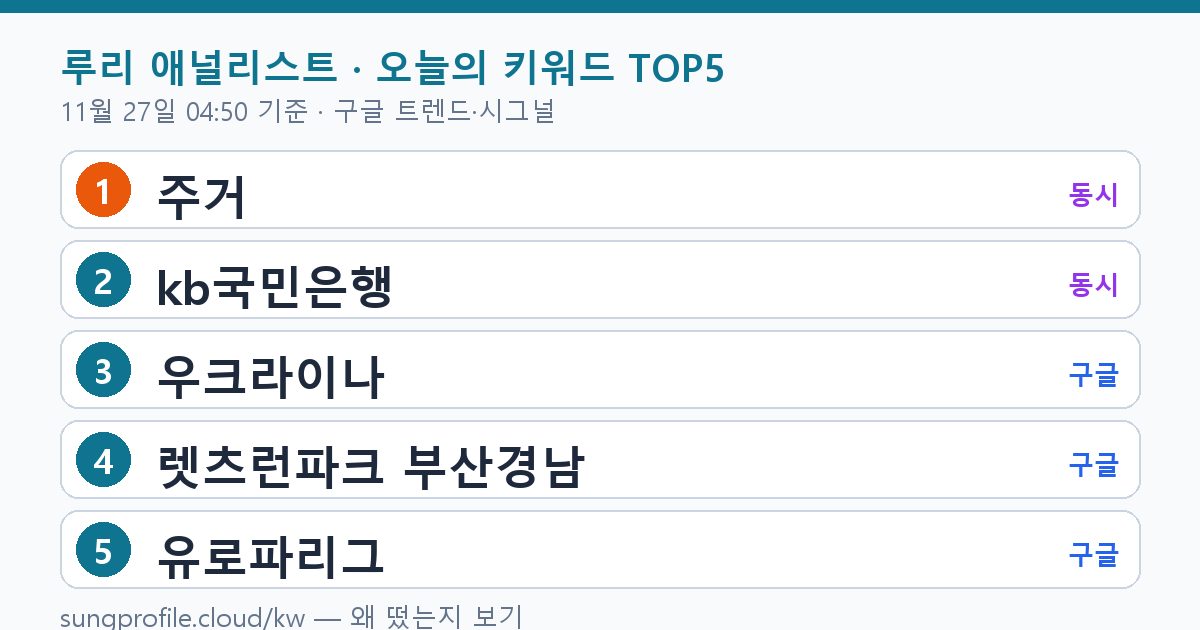 루리 애널리스트 · 오늘의 키워드 TOP5
11월 27일 04:50 기준 · 구글 트렌드·시그널
1 주거 동시
2 kb국민은행 동시
3 우크라이나 구글
4 렛츠런파크 부산경남 구글
5 유로파리그 구글
sungprofile.cloud/kw — 왜 떴는지 보기